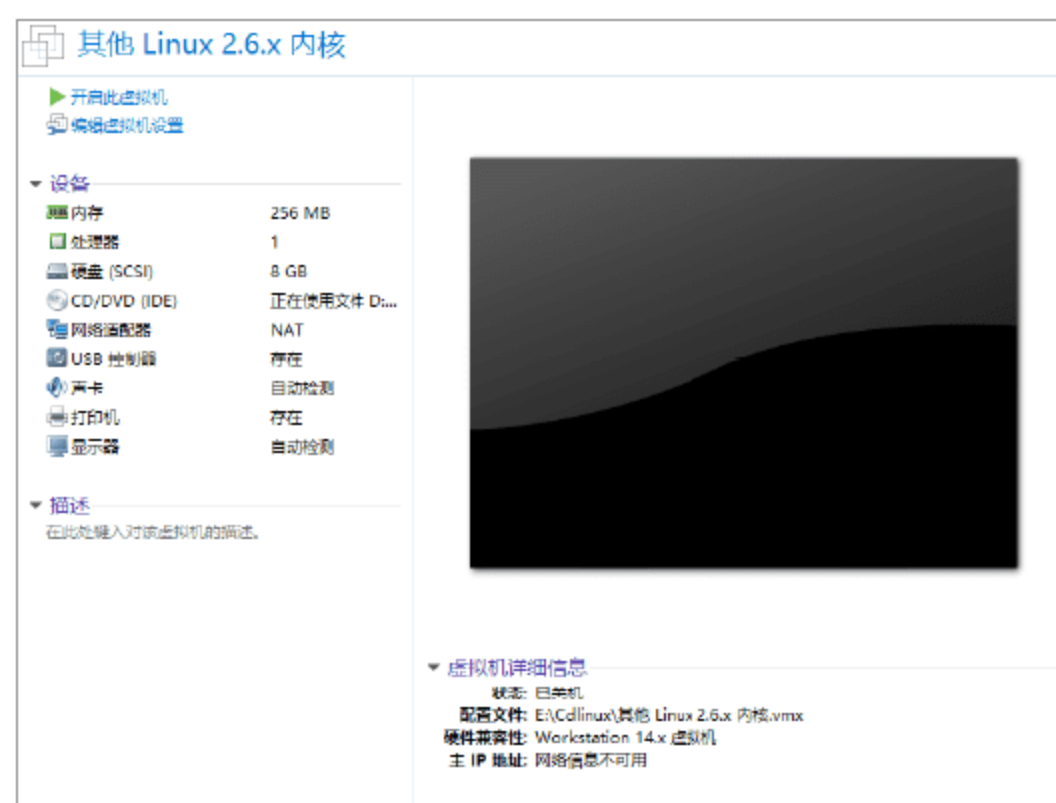 其他 Linux 2.6.x 内核
开启此虚拟机
编辑虚拟机设置
设备
内存 256 MB
处理器 1
硬盘 (SCSI) 8 GB
CD/DVD (IDE) 正在使用文件 D:...
网络适配器 NAT
USB 控制器 存在
声卡 自动检测
打印机 存在
显示器 自动检测
描述
在此处键入对该虚拟机的描述。
虚拟机详细信息
状态: 已关机
配置文件: E:\Cdlinux\其他 Linux 2.6.x 内核.vmx
硬件兼容性: Workstation 14.x 虚拟机
主 IP 地址: 网络信息不可用